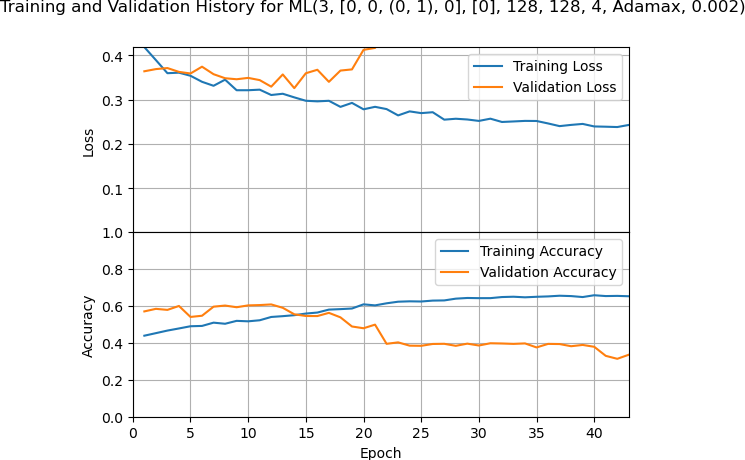 Training and Validation History for ML(3, [0, 0, (0, 1), 0], [0], 128, 128, 4, Adamax, 0.002)
0.4
0.3
0.2
0.1
Loss
Training Loss
Validation Loss
1.0
0.8
0.6
0.4
0.2
0.0
Accuracy
Training Accuracy
Validation Accuracy
0 5 10 15 20 25 30 35 40
Epoch